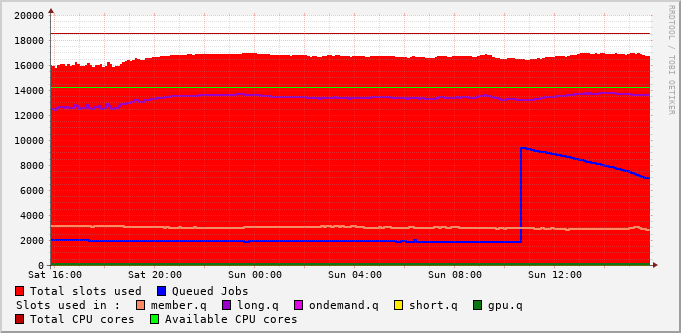 RRDTOOL / TOBI OETIKER
20000
18000
16000
14000
12000
10000
8000
6000
4000
2000
0
Sat 16:00 Sat 20:00 Sun 00:00 Sun 04:00 Sun 08:00 Sun 12:00
Total slots used Queued Jobs
Slots used in : member.q long.q ondemand.q short.q gpu.q
Total CPU cores Available CPU cores